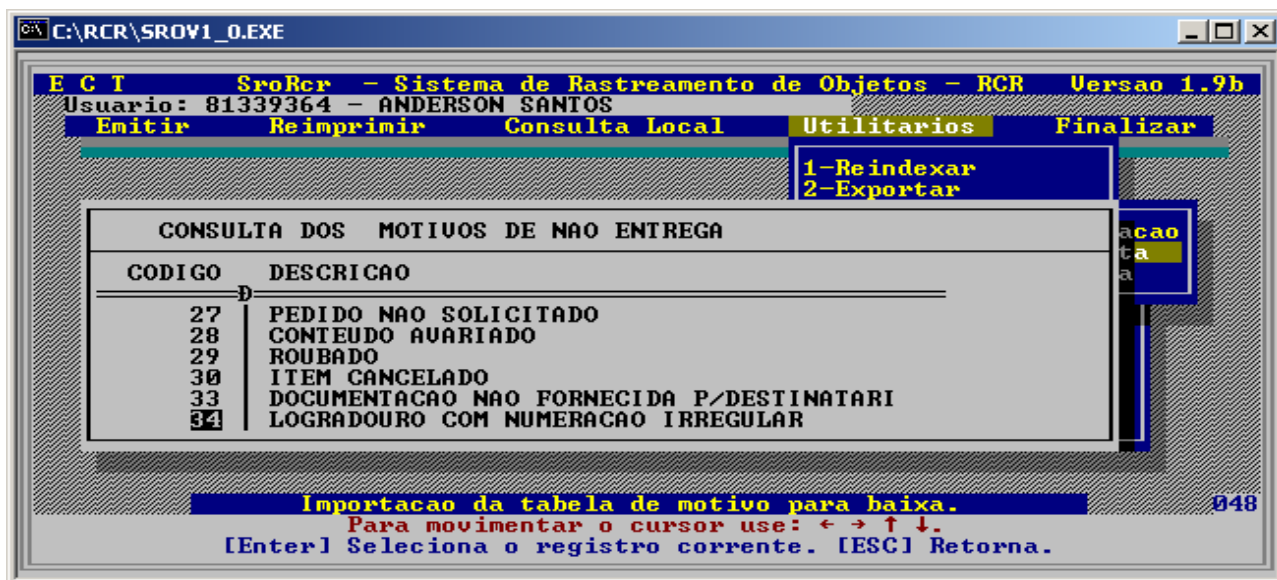 C:\RCR\SROV1_0.EXE
E C T SroRcr - Sistema de Rastreamento de Objetos - RCR Versao 1.9b
Usuario: 81339364 - ANDERSON SANTOS
Emitir Reimprimir Consulta Local Utilitarios Finalizar
1-Reindexar
2-Exportar
CONSULTA DOS MOTIVOS DE NAO ENTREGA
acao
ta
CODIGO DESCRICAO
a
Đ
27 PEDIDO NAO SOLICITADO
28 CONTEUDO AVARIADO
29 ROUBADO
30 ITEM CANCELADO
33 DOCUMENTACAO NAO FORNECIDA P/DESTINATARI
34 LOGRADOURO COM NUMERACAO IRREGULAR
Importacao da tabela de motivo para baixa. 048
Para movimentar o cursor use: ← → ↑ ↓.
[Enter] Seleciona o registro corrente. [ESC] Retorna.